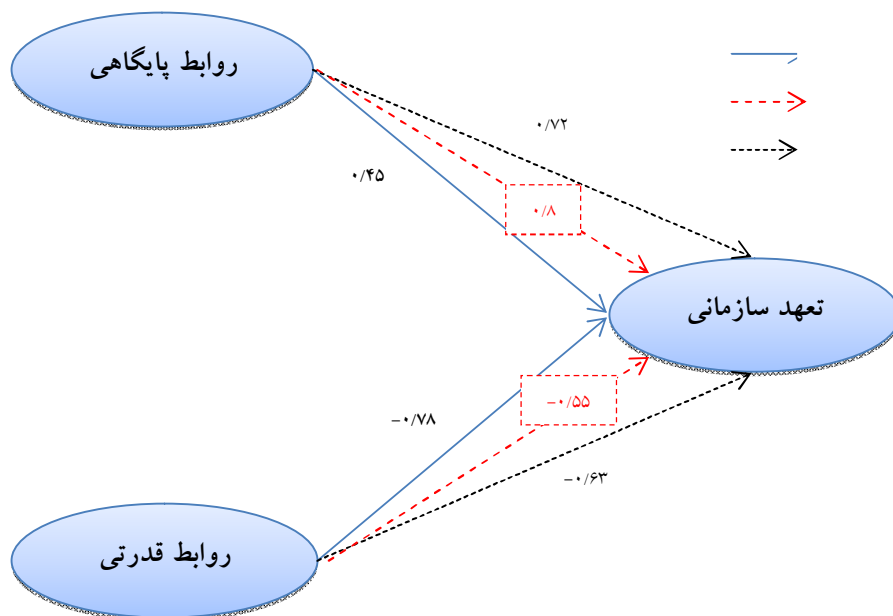 روابط پایگاهی
۰/۷۲
۰/۴۵
۰/۸
تعهد سازمانی
-۰/۵۵
-۰/۷۸
-۰/۶۳
روابط قدرتی